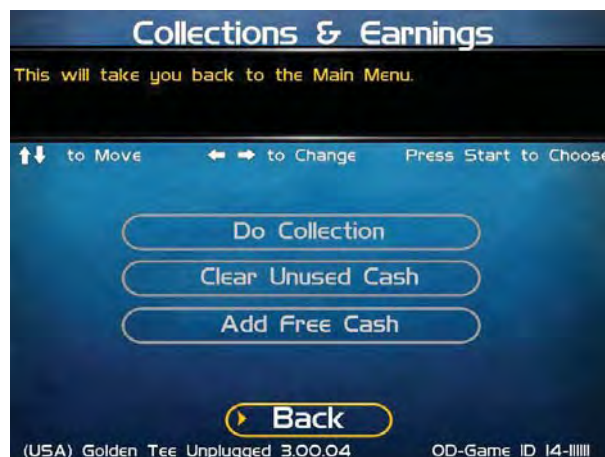 Collections & Earnings
This will take you back to the Main Menu.
to Move to Change Press Start to Choose
Do Collection
Clear Unused Cash
Add Free Cash
Back
(USA) Golden Tee Unplugged 3.00.04 OD-Game ID 14-111111